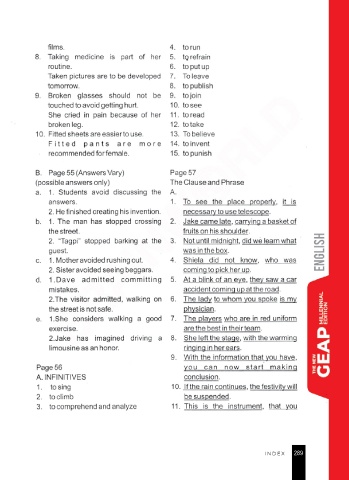 films.
8. Taking medicine is part of her
routine.
Taken pictures are to be developed
tomorrow.
9. Broken glasses should not be
touched to avoid getting hurt.
She cried in pain because of her
broken leg.
10. Fitted sheets are easier to use.
Fitted pants are more
recommended for female.
B. Page 55 (Answers Vary)
(possible answers only)
a. 1. Students avoid discussing the
answers.
2. He finished creating his invention.
b. 1. The man has stopped crossing
the street.
2. "Tagpi" stopped barking at the
guest.
c. 1. Mother avoided rushing out.
2. Sister avoided seeing beggars.
d. 1.Dave admitted committing
mistakes.
2.The visitor admitted, walking on
the street is not safe.
e. 1.She considers walking a good
exercise.
2.Jake has imagined driving a
limousine as an honor.
Page 56
A. INFINITIVES
1. to sing
2. to climb
3. to comprehend and analyze
4. to run
5. to refrain
6. to put up
7. To leave
8. to publish
9. to join
10. to see
11. to read
12. to take
13. To believe
14. to invent
15. to punish
Page 57
The Clause and Phrase
A.
1. To see the place properly, it is
necessary to use telescope.
2. Jake came late, carrying a basket of
fruits on his shoulder.
3. Not until midnight, did we learn what
was in the box.
4. Shiela did not know, who was
coming to pick her up.
5. At a blink of an eye, they saw a car
accident coming up at the road.
6. The lady to whom you spoke is my
physician.
7. The players who are in red uniform
are the best in their team.
8. She left the stage, with the warming
ringing in her ears.
9. With the information that you have,
you can now start making
conclusion.
10. If the rain continues, the festivity will
be suspended.
11. This is the instrument, that you
ENGLISH
THE NEW
GEAP MILLENNIAL
EDITION
INDEX 289